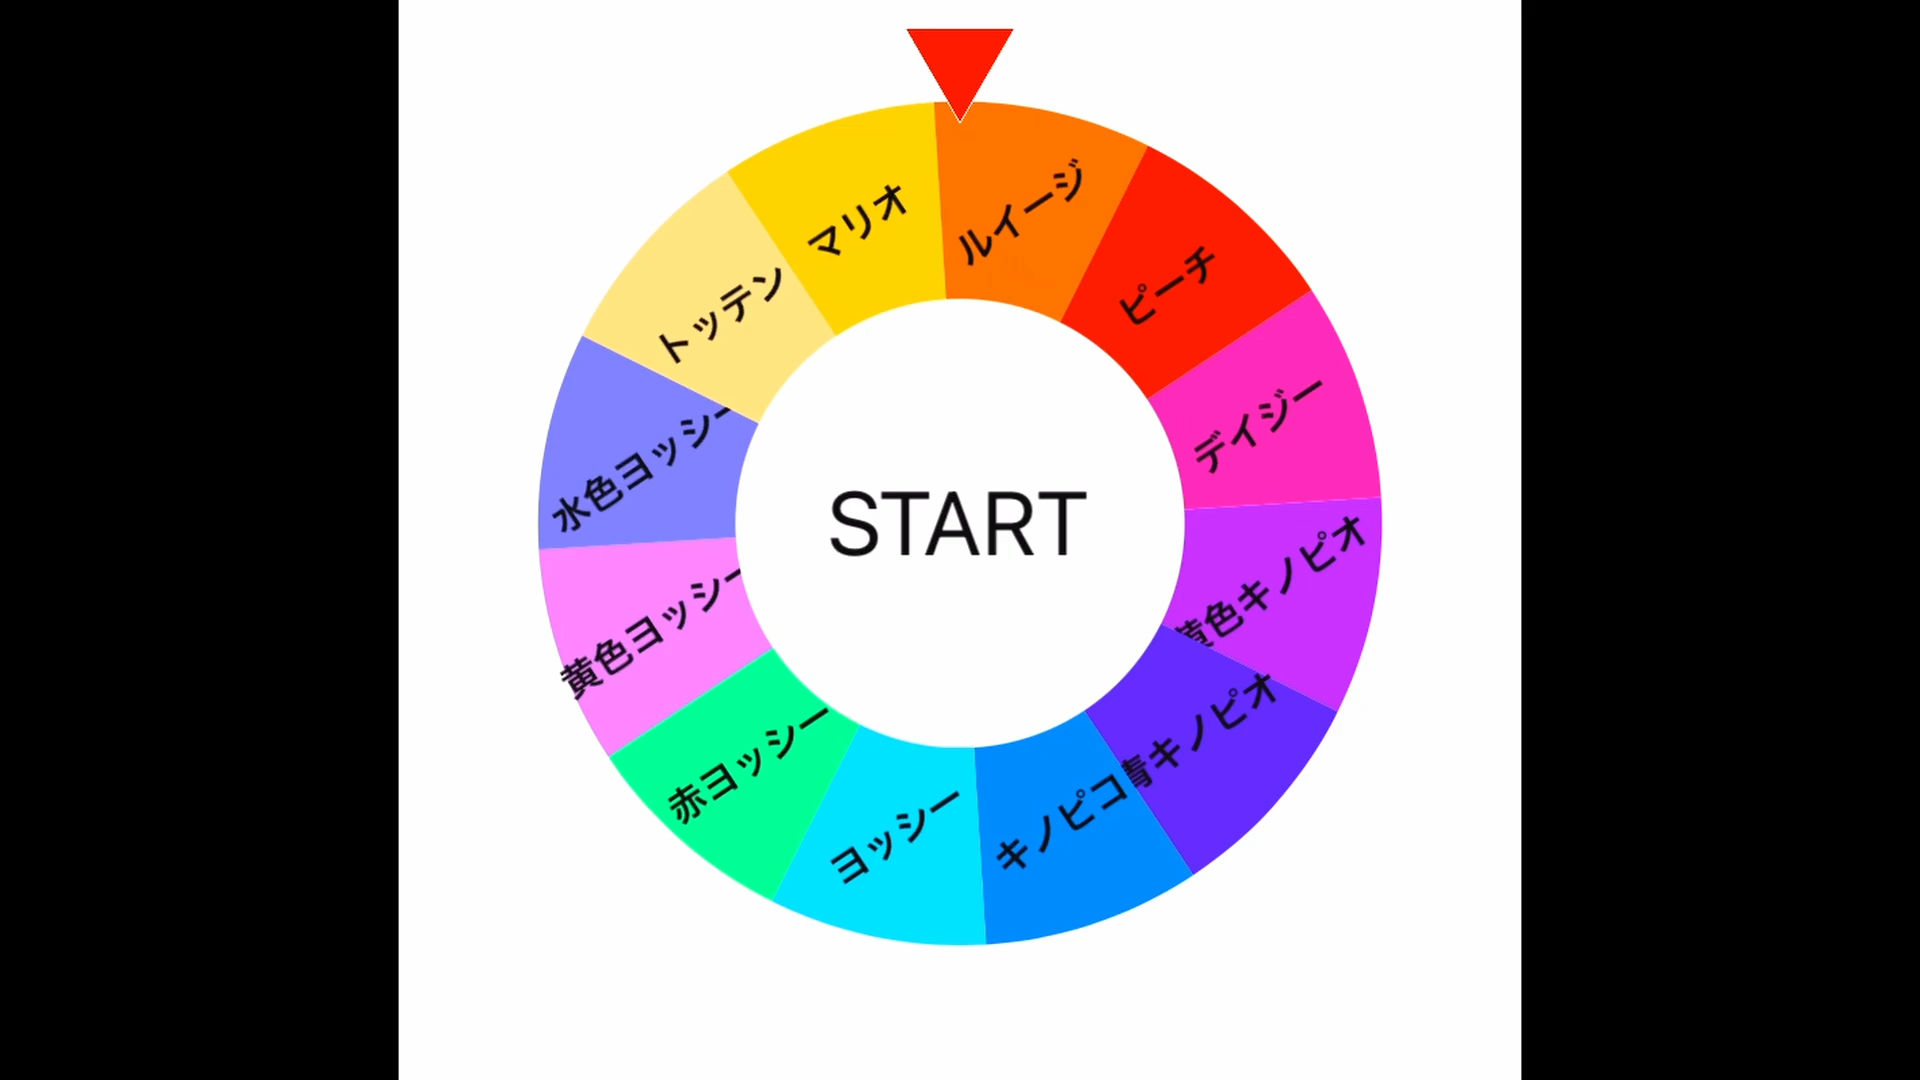 ルイージ
ピーチ
デイジー
黄色キノピオ
青キノピオ
キノピコ
ヨッシー
赤ヨッシー
黄色ヨッシー
水色ヨッシー
トッテン
マリオ
START